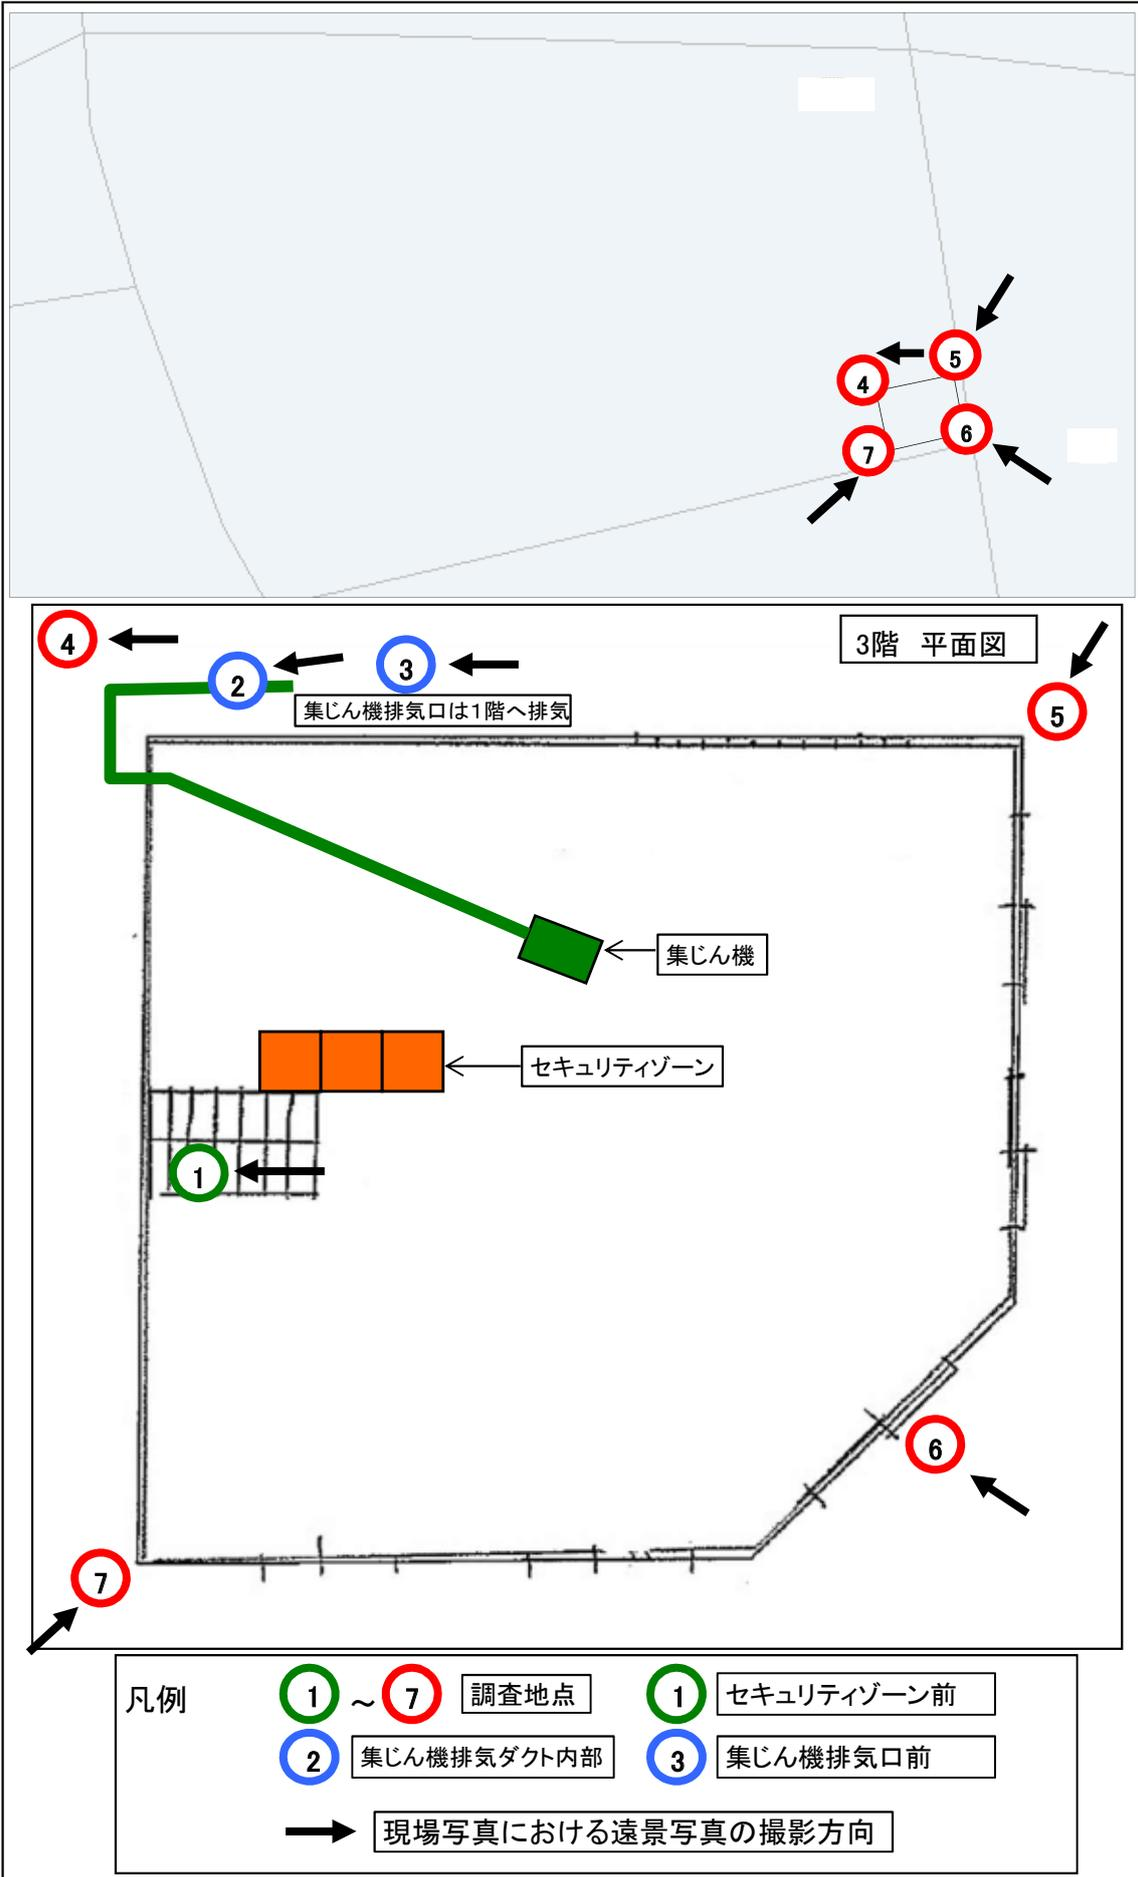 5
4
6
7
4
3階 平面図
2
3
集じん機排気口は1階へ排気
5
集じん機
セキュリティゾーン
1
6
7
凡例
1 ~ 7 調査地点
1 セキュリティゾーン前
2 集じん機排気ダクト内部
3 集じん機排気口前
現場写真における遠景写真の撮影方向